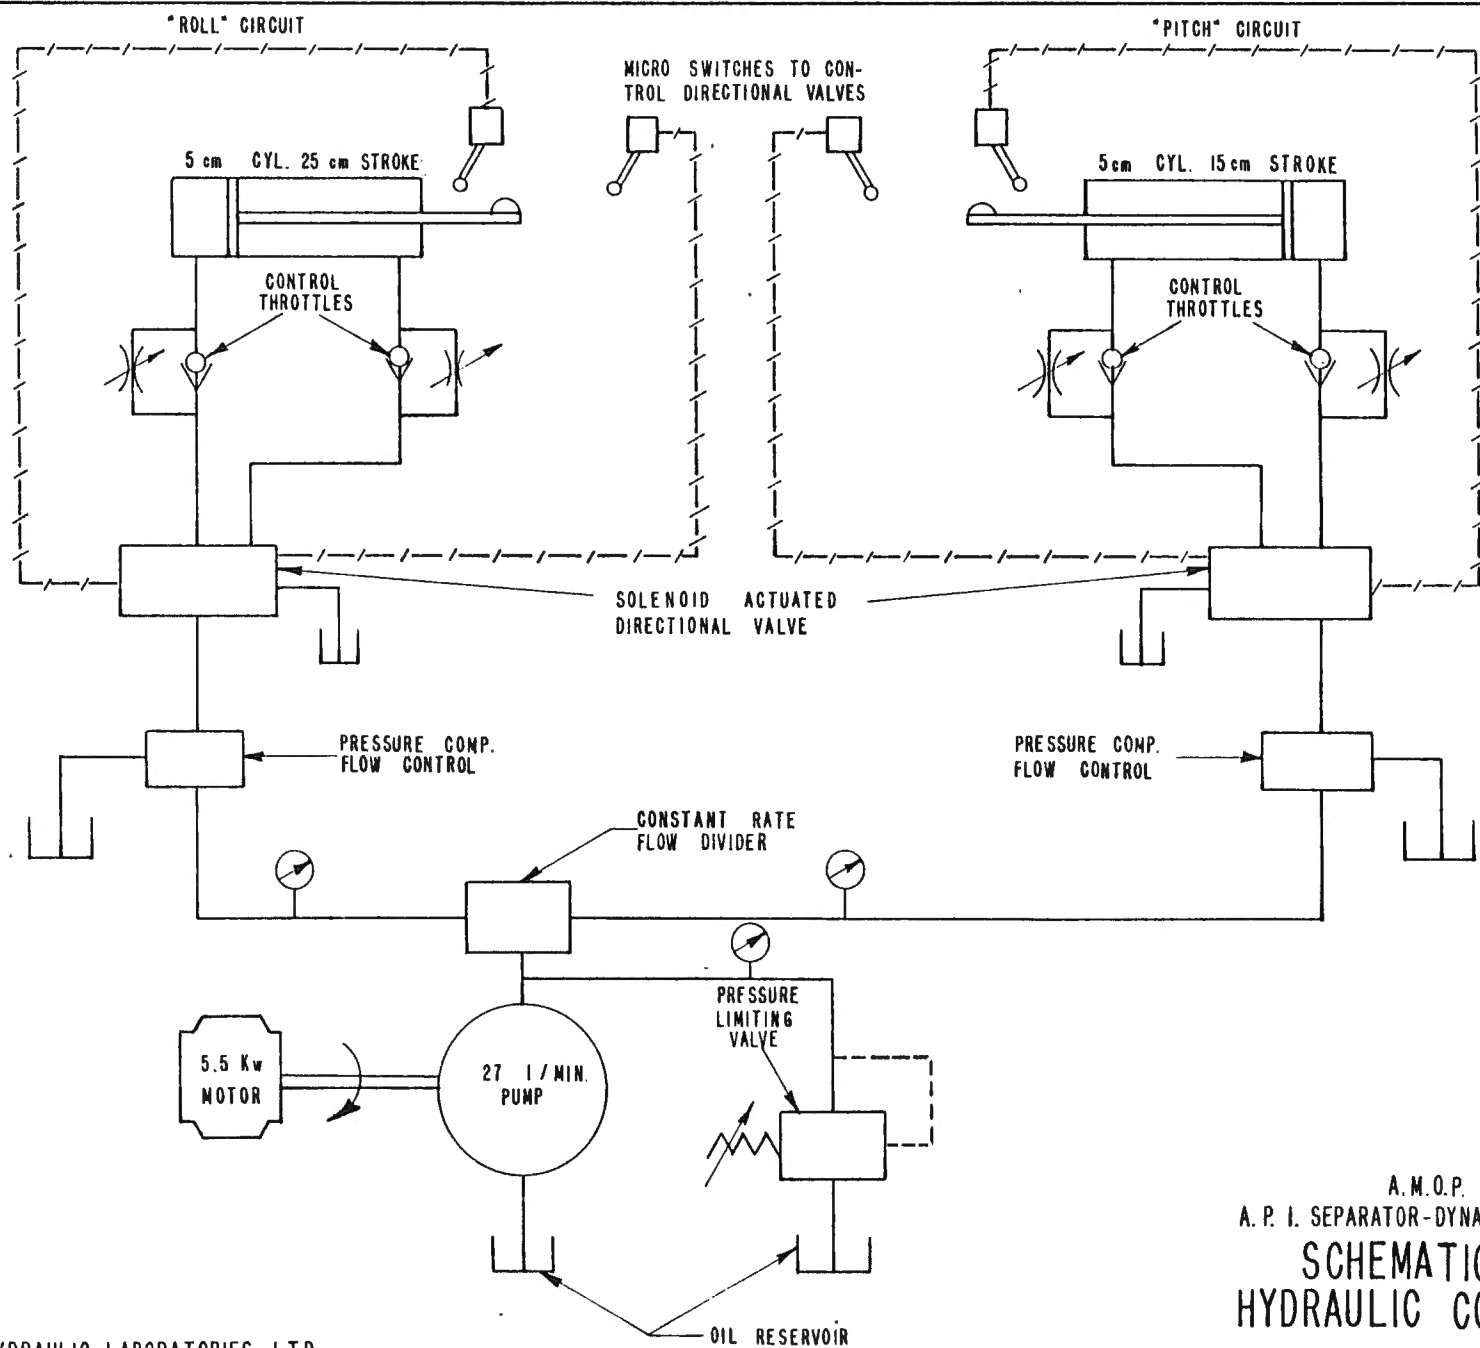 "ROLL" CIRCUIT
"PITCH" CIRCUIT
MICRO SWITCHES TO CON-
TROL DIRECTIONAL VALVES
5 cm CYL. 25 cm STROKE
5cm CYL. 15cm STROKE
CONTROL
THROTTLES
CONTROL
THROTTLES
SOLENOID ACTUATED
DIRECTIONAL VALVE
PRESSURE COMP.
FLOW CONTROL
PRESSURE COMP.
FLOW CONTROL
CONSTANT RATE
FLOW DIVIDER
PRESSURE
LIMITING
VALVE
5.5 Kw
MOTOR
27 l/MIN.
PUMP
OIL RESERVOIR
A.M.O.P.
A.P.I. SEPARATOR-DYNA
SCHEMATIC
HYDRAULIC CO
YDRAULIC LABORATORIES LTD